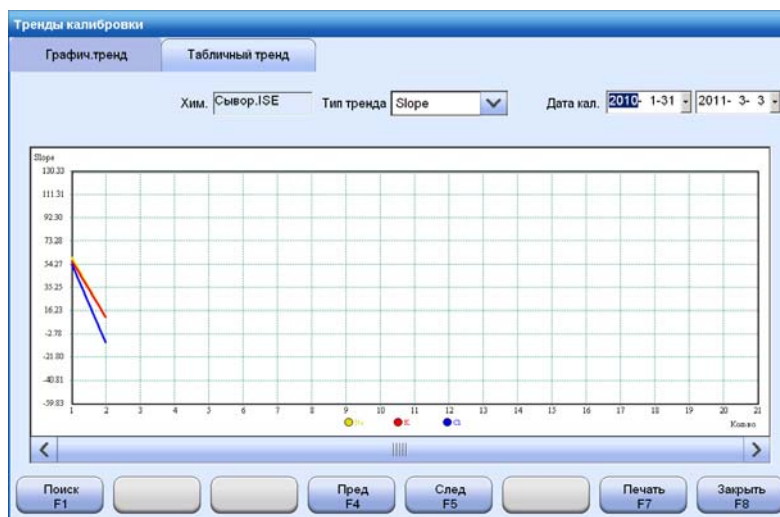 Тренды калибровки
Графич.тренд Табличный тренд
Хим. Сывор.ISE Тип тренда Slope Дата кал. 2010- 1-31 2011- 3- 3
Slope
130.33
111.31
92.30
73.28
54.27
35.25
16.23
-2.78
-21.80
-40.81
-59.83
1 2 3 4 5 6 7 8 9 10 11 12 13 14 15 16 17 18 19 20 21
Na K Cl Кол-во
Поиск Пред След Печать Закрыть
F1 F4 F5 F7 F8